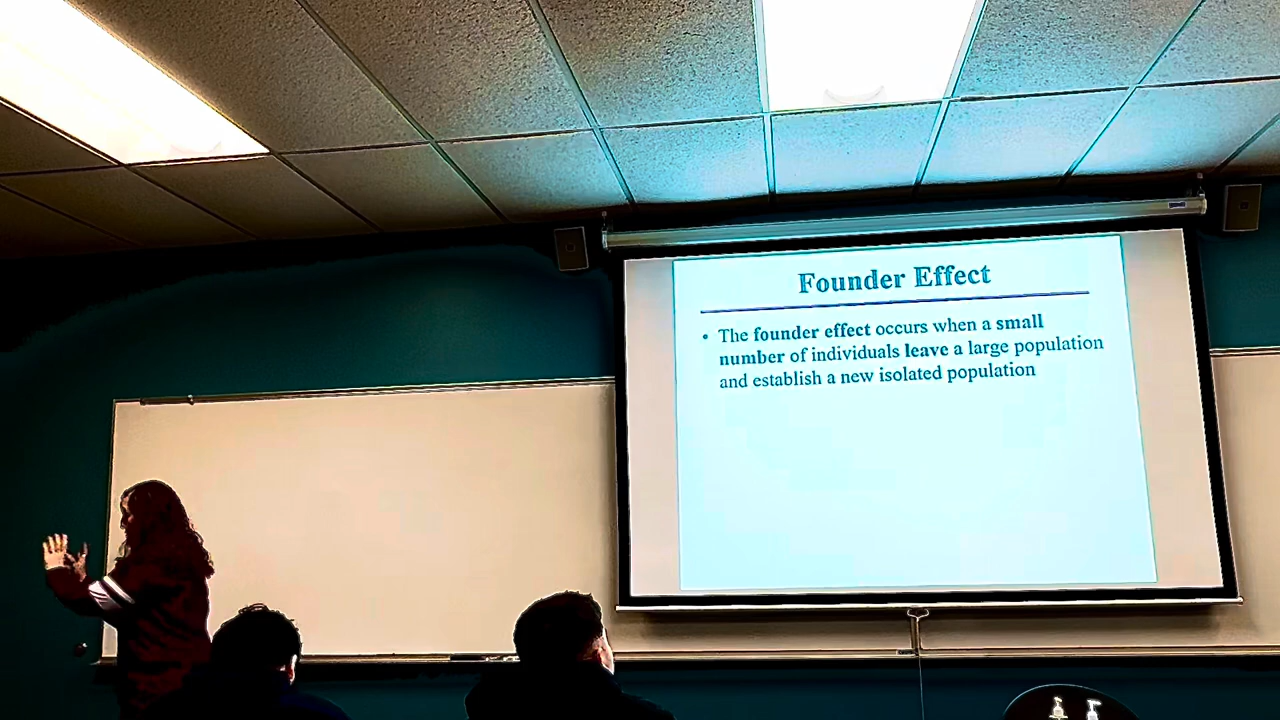 Founder Effect
• The founder effect occurs when a small
number of individuals leave a large population
and establish a new isolated population